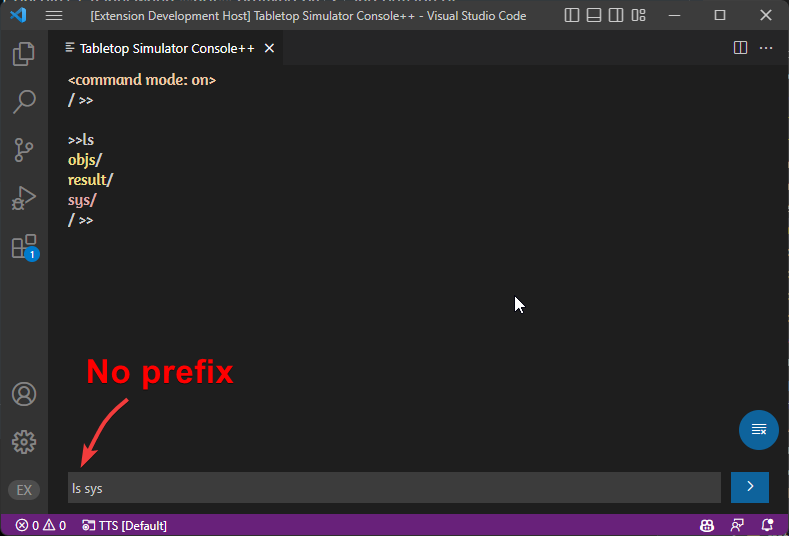 [Extension Development Host] Tabletop Simulator Console++ - Visual Studio Code
Tabletop Simulator Console++
<command mode: on>
/ >>
>>ls
objs/
result/
sys/
/ >>
1
No prefix
ls sys
EX
0 0 TTS [Default]